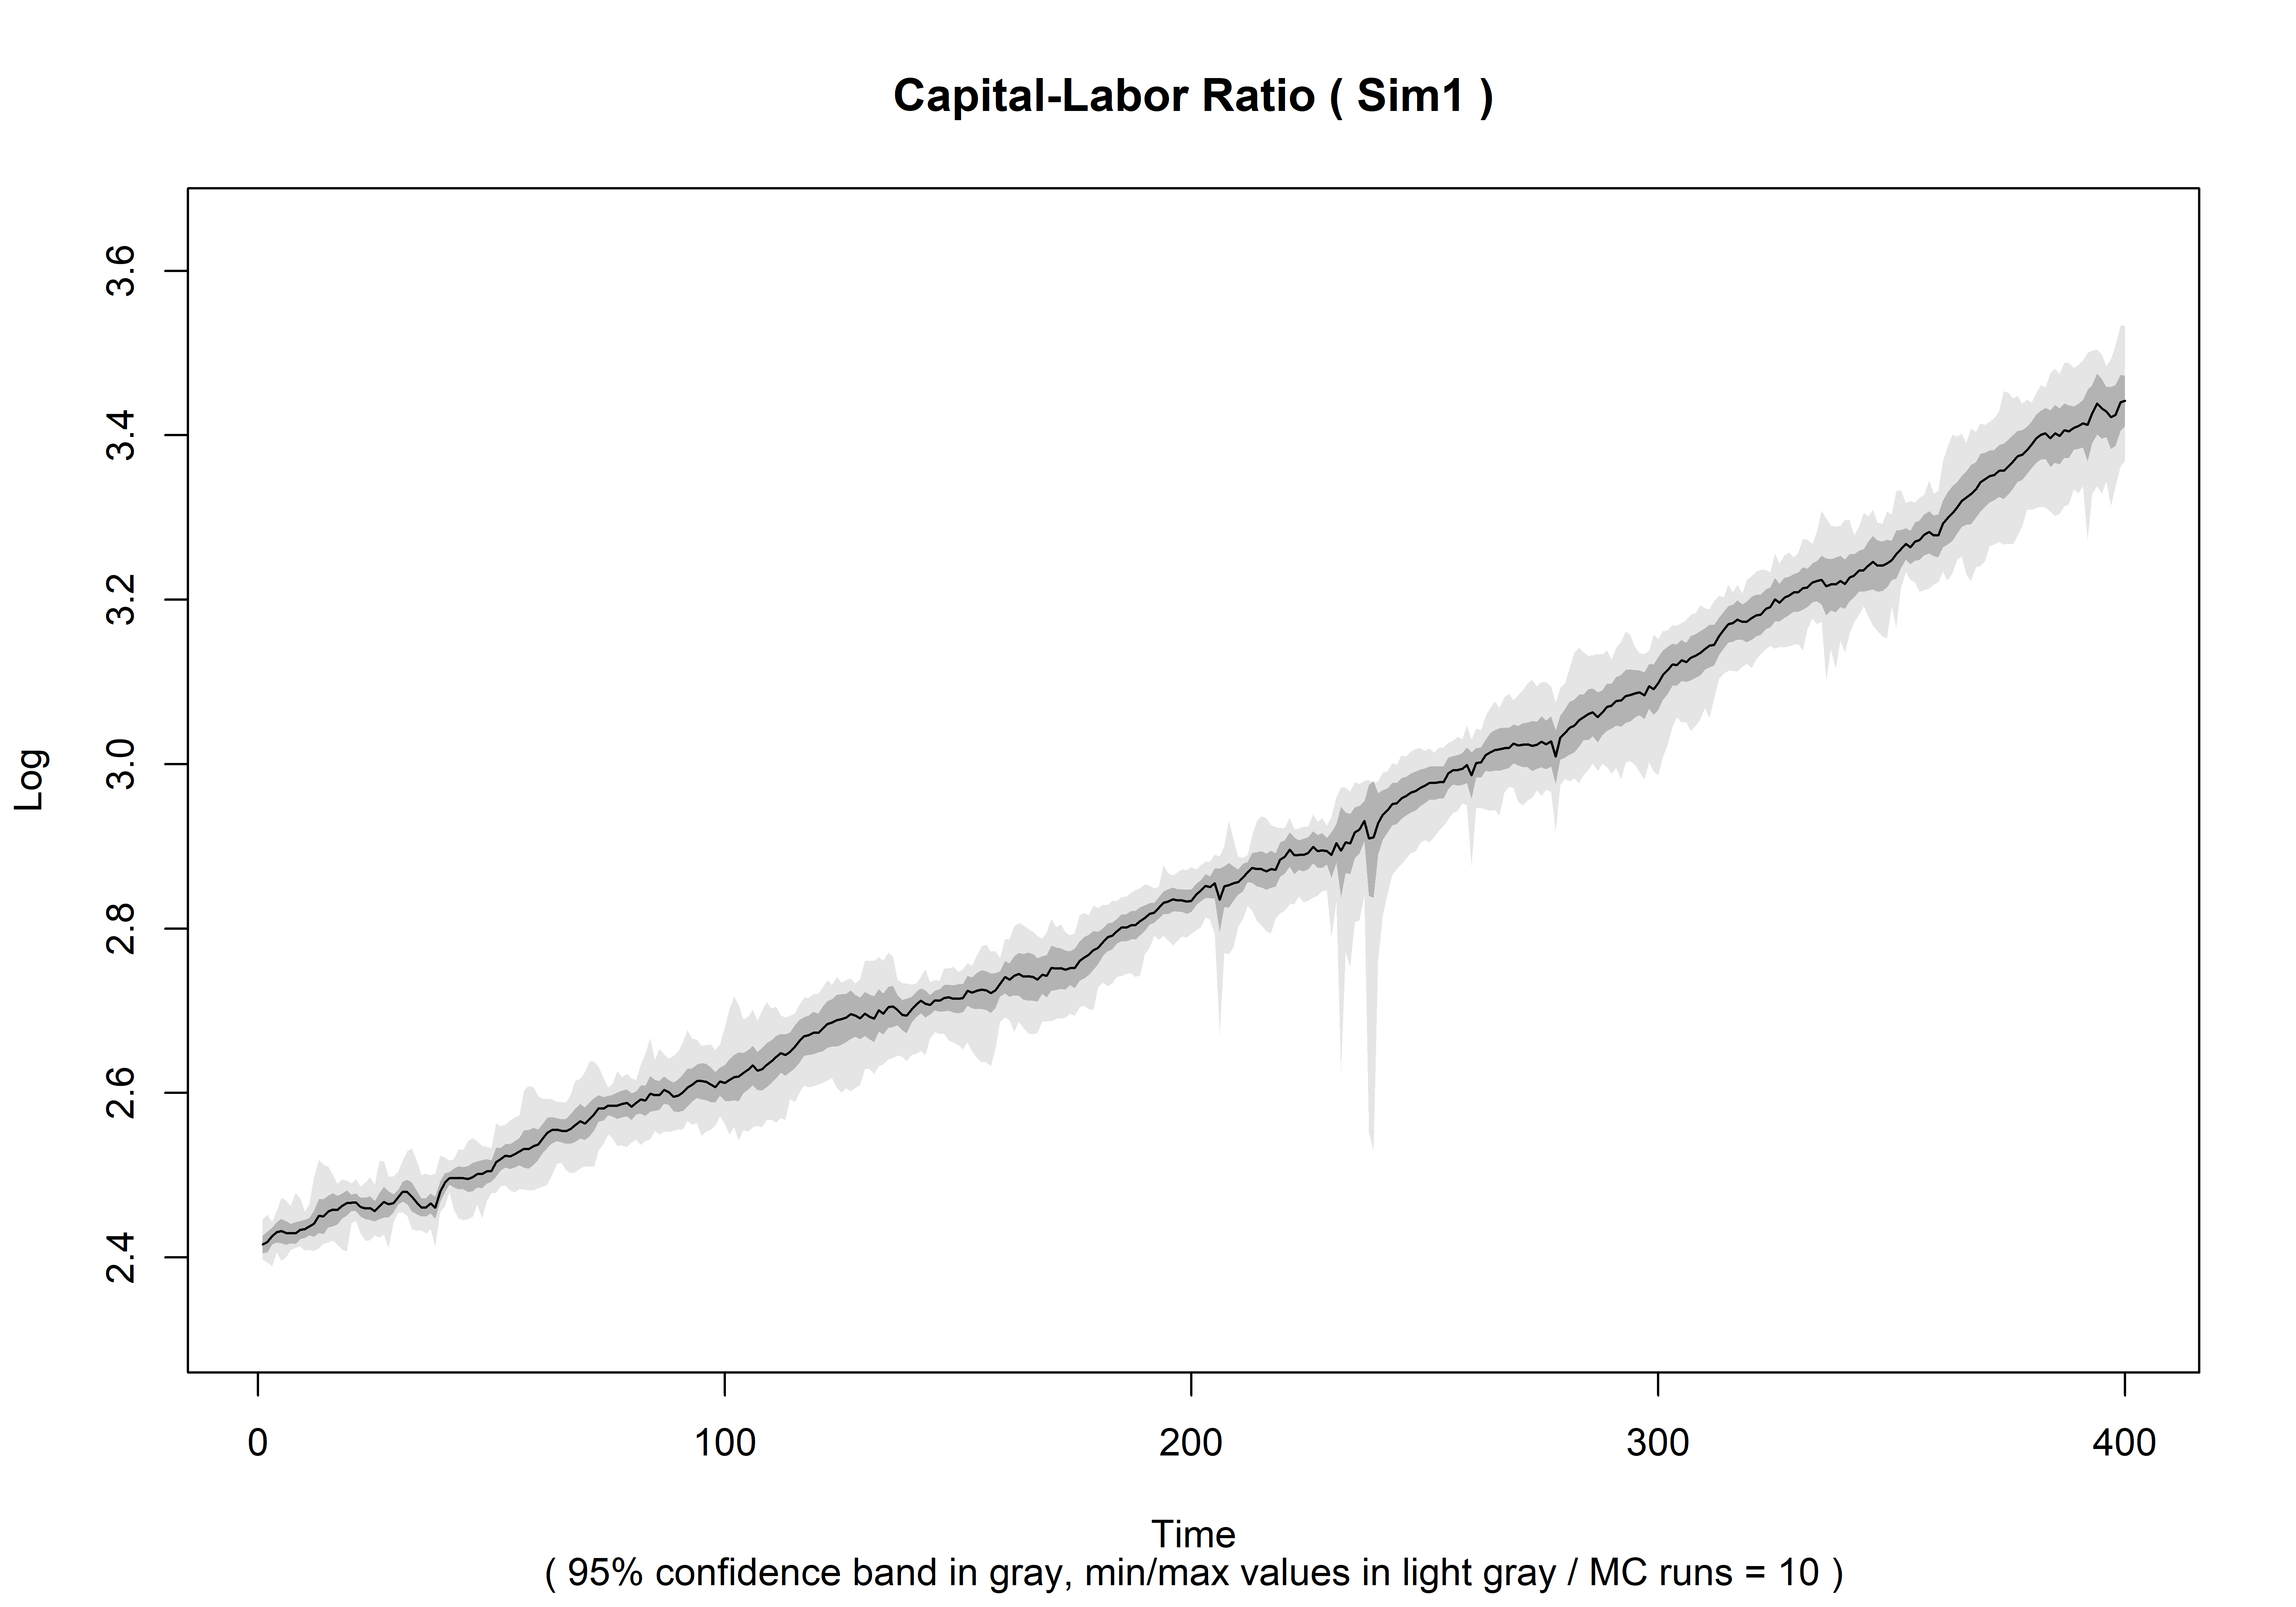 Capital-Labor Ratio ( Sim1 )
Log
3.6
3.4
3.2
3.0
2.8
2.6
2.4
0 100 200 300 400
Time
( 95% confidence band in gray, min/max values in light gray / MC runs = 10 )